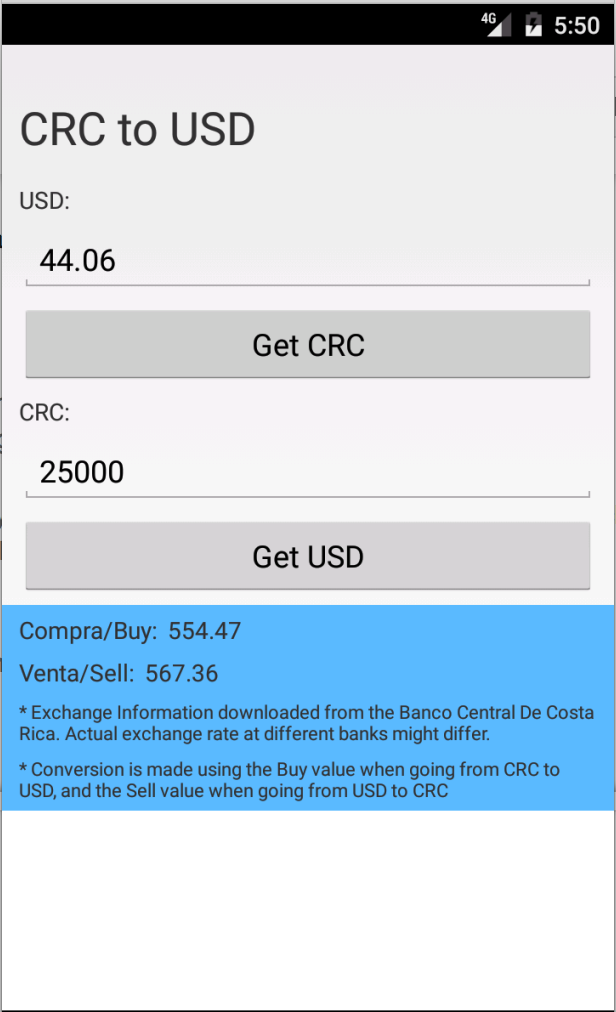 4G 5:50
CRC to USD
USD:
44.06
Get CRC
CRC:
25000
Get USD
Compra/Buy: 554.47
Venta/Sell: 567.36
* Exchange Information downloaded from the Banco Central De Costa
Rica. Actual exchange rate at different banks might differ.
* Conversion is made using the Buy value when going from CRC to
USD, and the Sell value when going from USD to CRC